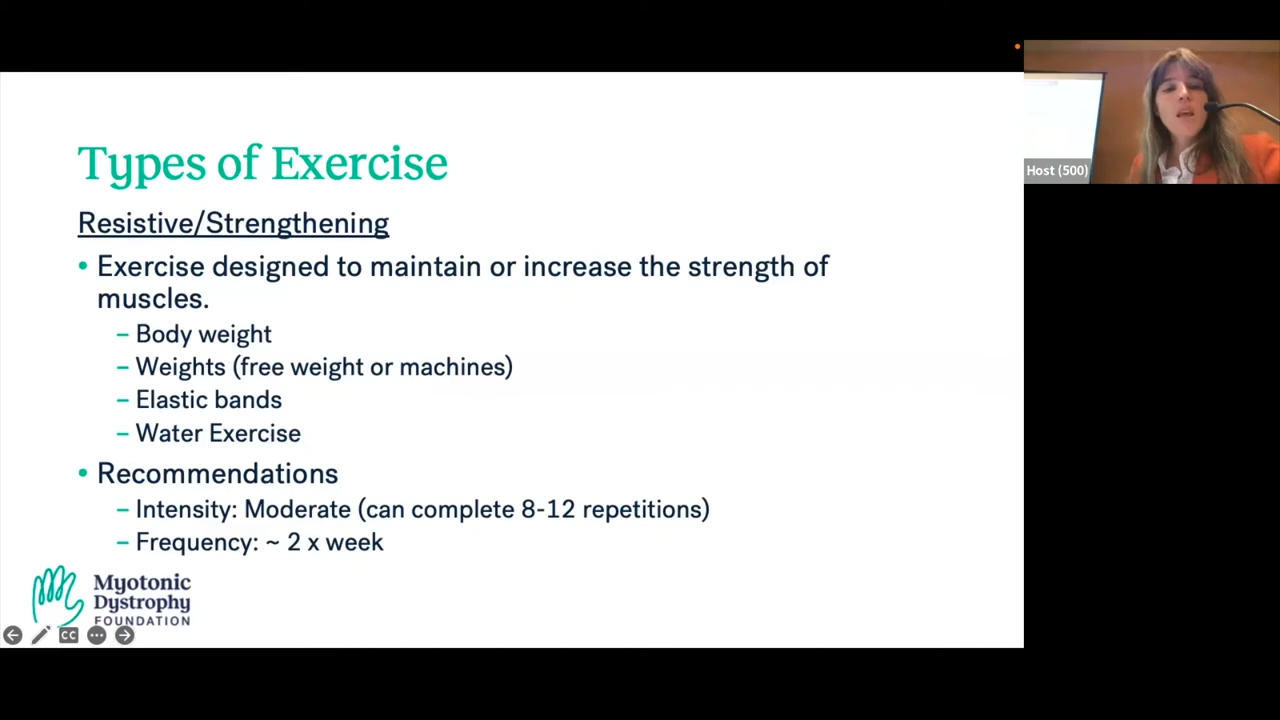 Types of Exercise
Resistive/Strengthening
• Exercise designed to maintain or increase the strength of
muscles.
– Body weight
– Weights (free weight or machines)
– Elastic bands
– Water Exercise
• Recommendations
– Intensity: Moderate (can complete 8-12 repetitions)
– Frequency: ~ 2 x week
Myotonic
Dystrophy
FOUNDATION
CC
Host (500)